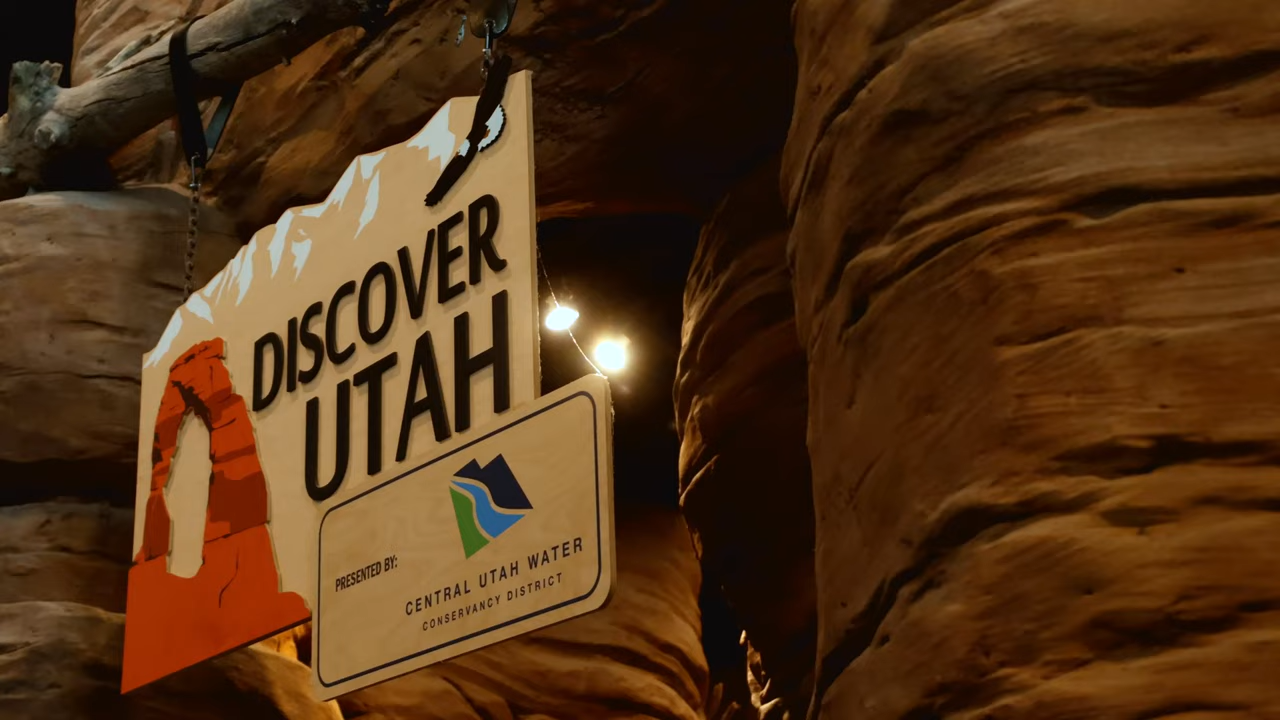 DISCOVER
UTAH
PRESENTED BY:
CENTRAL UTAH WATER
CONSERVANCY DISTRICT